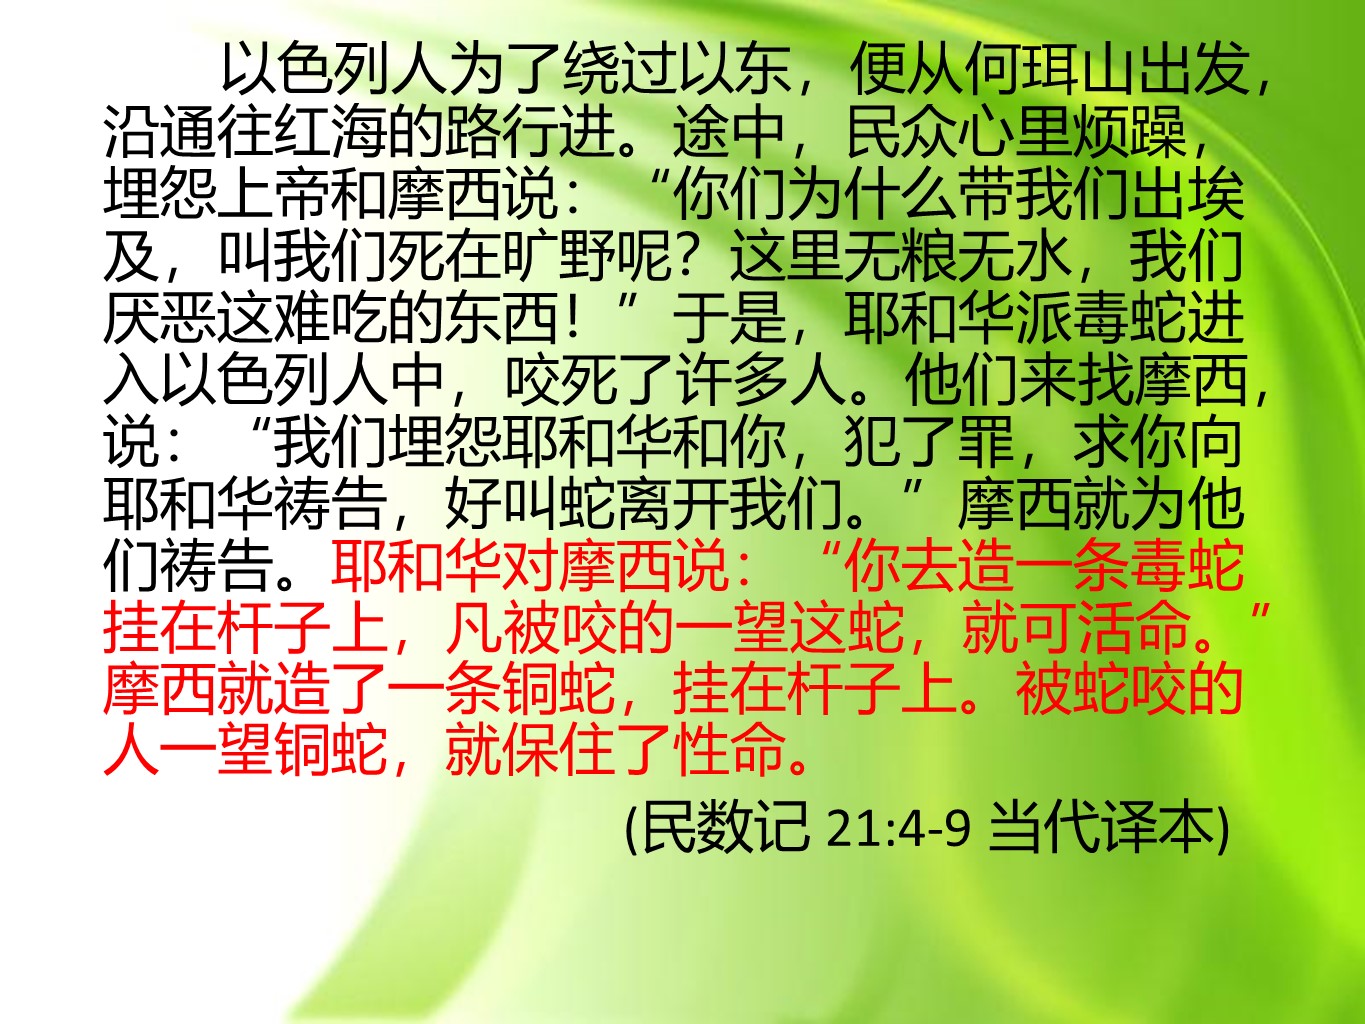 以色列人为了绕过以东，便从何珥山出发，
沿通往红海的路行进。途中，民众心里烦躁，
埋怨上帝和摩西说：“你们为什么带我们出埃
及，叫我们死在旷野呢？这里无粮无水，我们
厌恶这难吃的东西！”于是，耶和华派毒蛇进
入以色列人中，咬死了许多人。他们来找摩西，
说：“我们埋怨耶和华和你，犯了罪，求你向
耶和华祷告，好叫蛇离开我们。”摩西就为他
们祷告。耶和华对摩西说：“你去造一条毒蛇
挂在杆子上，凡被咬的一望这蛇，就可活命。”
摩西就造了一条铜蛇，挂在杆子上。被蛇咬的
人一望铜蛇，就保住了性命。
(民数记 21:4-9 当代译本)